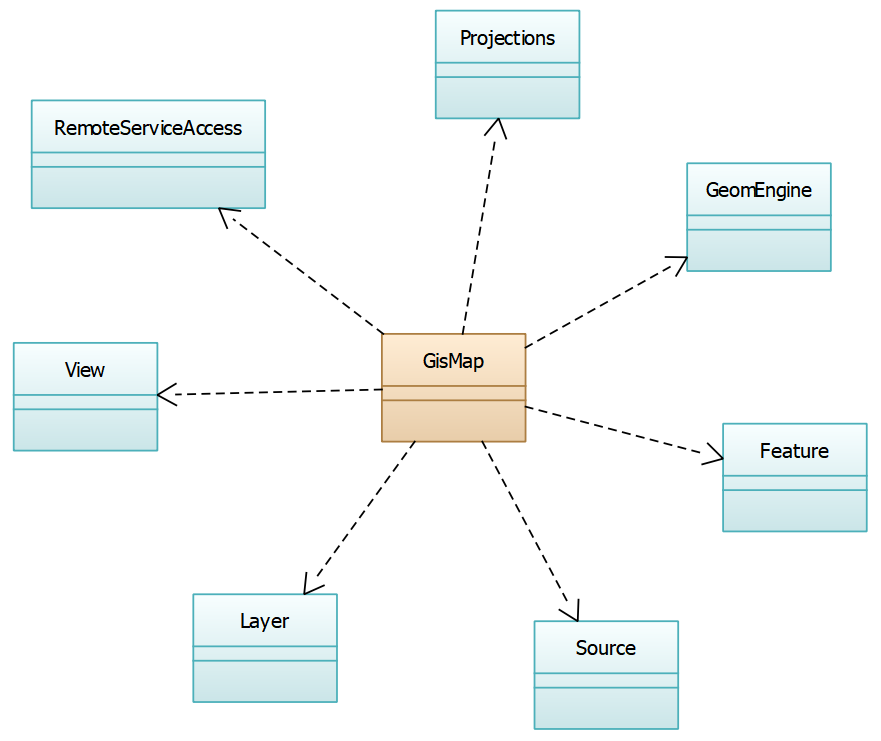 Projections
RemoteServiceAccess
GeomEngine
GisMap
View
Feature
Layer
Source